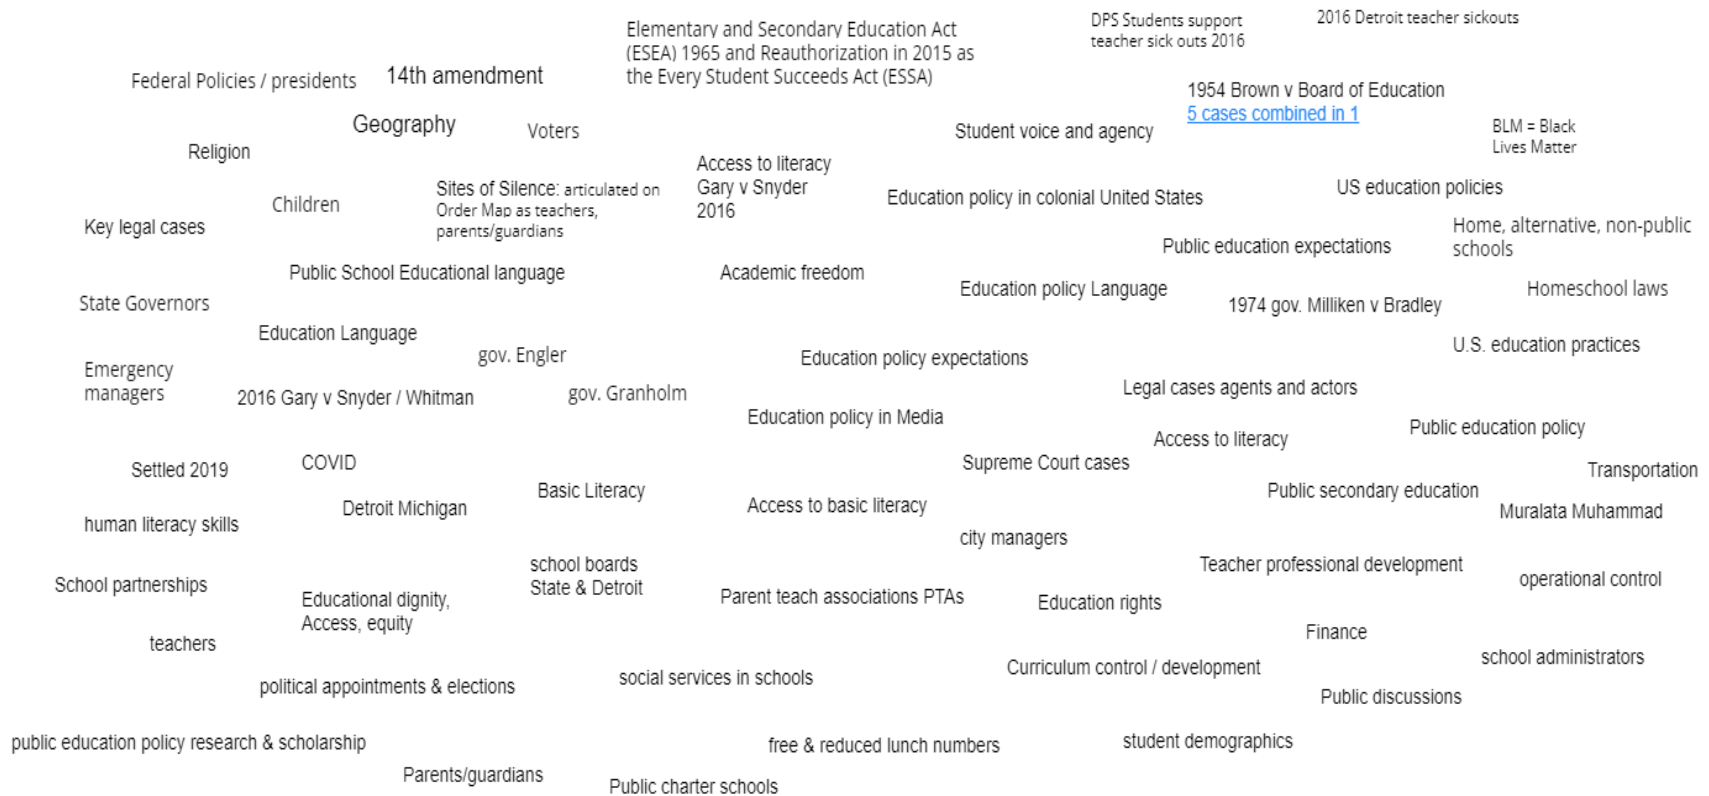 Elementary and Secondary Education Act
(ESEA) 1965 and Reauthorization in 2015 as
the Every Student Succeeds Act (ESSA)
DPS Students support
teacher sick outs 2016
2016 Detroit teacher sickouts
Federal Policies / presidents
14th amendment
1954 Brown v Board of Education
5 cases combined in 1
Geography
Voters
Student voice and agency
BLM = Black
Lives Matter
Religion
Access to literacy
Gary v Snyder
2016
Sites of Silence: articulated on
Order Map as teachers,
parents/guardians
Education policy in colonial United States
US education policies
Children
Key legal cases
Home, alternative, non-public
schools
Public education expectations
Public School Educational language
Academic freedom
Education policy Language
Homeschool laws
State Governors
1974 gov. Milliken v Bradley
Education Language
U.S. education practices
gov. Engler
Education policy expectations
Emergency
managers
Legal cases agents and actors
2016 Gary v Snyder / Whitman
gov. Granholm
Education policy in Media
Public education policy
Access to literacy
Settled 2019
COVID
Supreme Court cases
Transportation
Basic Literacy
Public secondary education
Detroit Michigan
Access to basic literacy
Muralata Muhammad
human literacy skills
city managers
school boards
State & Detroit
Teacher professional development
School partnerships
operational control
Educational dignity,
Access, equity
Parent teach associations PTAs
Education rights
teachers
Finance
school administrators
Curriculum control / development
political appointments & elections
social services in schools
Public discussions
public education policy research & scholarship
free & reduced lunch numbers
student demographics
Parents/guardians
Public charter schools